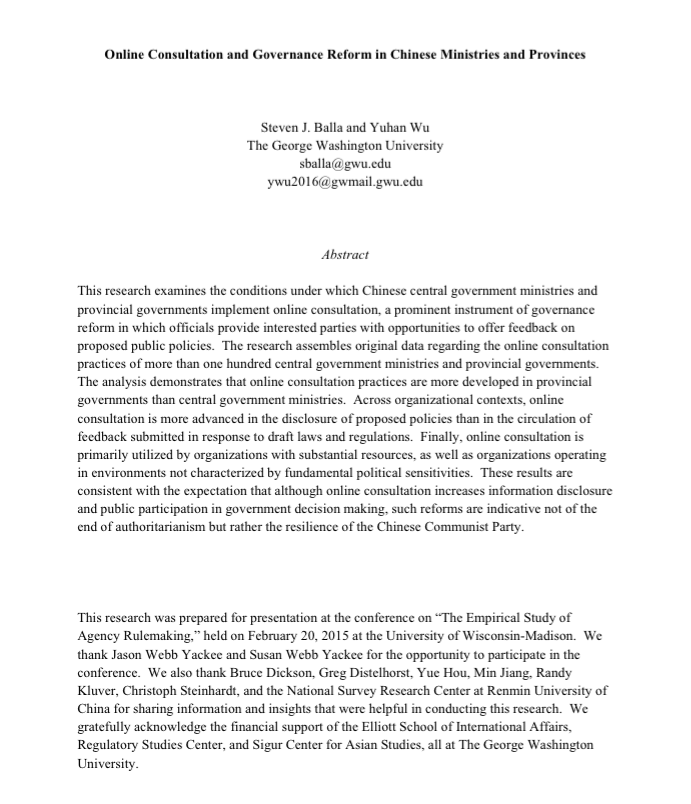 Online Consultation and Governance Reform in Chinese Ministries and Provinces
Steven J. Balla and Yuhan Wu
The George Washington University
sballa@gwu.edu
ywu2016@gwmail.gwu.edu
Abstract
This research examines the conditions under which Chinese central government ministries and
provincial governments implement online consultation, a prominent instrument of governance
reform in which officials provide interested parties with opportunities to offer feedback on
proposed public policies.  The research assembles original data regarding the online consultation
practices of more than one hundred central government ministries and provincial governments.
The analysis demonstrates that online consultation practices are more developed in provincial
governments than central government ministries.  Across organizational contexts, online
consultation is more advanced in the disclosure of proposed policies than in the circulation of
feedback submitted in response to draft laws and regulations.  Finally, online consultation is
primarily utilized by organizations with substantial resources, as well as organizations operating
in environments not characterized by fundamental political sensitivities.  These results are
consistent with the expectation that although online consultation increases information disclosure
and public participation in government decision making, such reforms are indicative not of the
end of authoritarianism but rather the resilience of the Chinese Communist Party.
This research was prepared for presentation at the conference on “The Empirical Study of
Agency Rulemaking,” held on February 20, 2015 at the University of Wisconsin-Madison.  We
thank Jason Webb Yackee and Susan Webb Yackee for the opportunity to participate in the
conference.  We also thank Bruce Dickson, Greg Distelhorst, Yue Hou, Min Jiang, Randy
Kluver, Christoph Steinhardt, and the National Survey Research Center at Renmin University of
China for sharing information and insights that were helpful in conducting this research.  We
gratefully acknowledge the financial support of the Elliott School of International Affairs,
Regulatory Studies Center, and Sigur Center for Asian Studies, all at The George Washington
University.